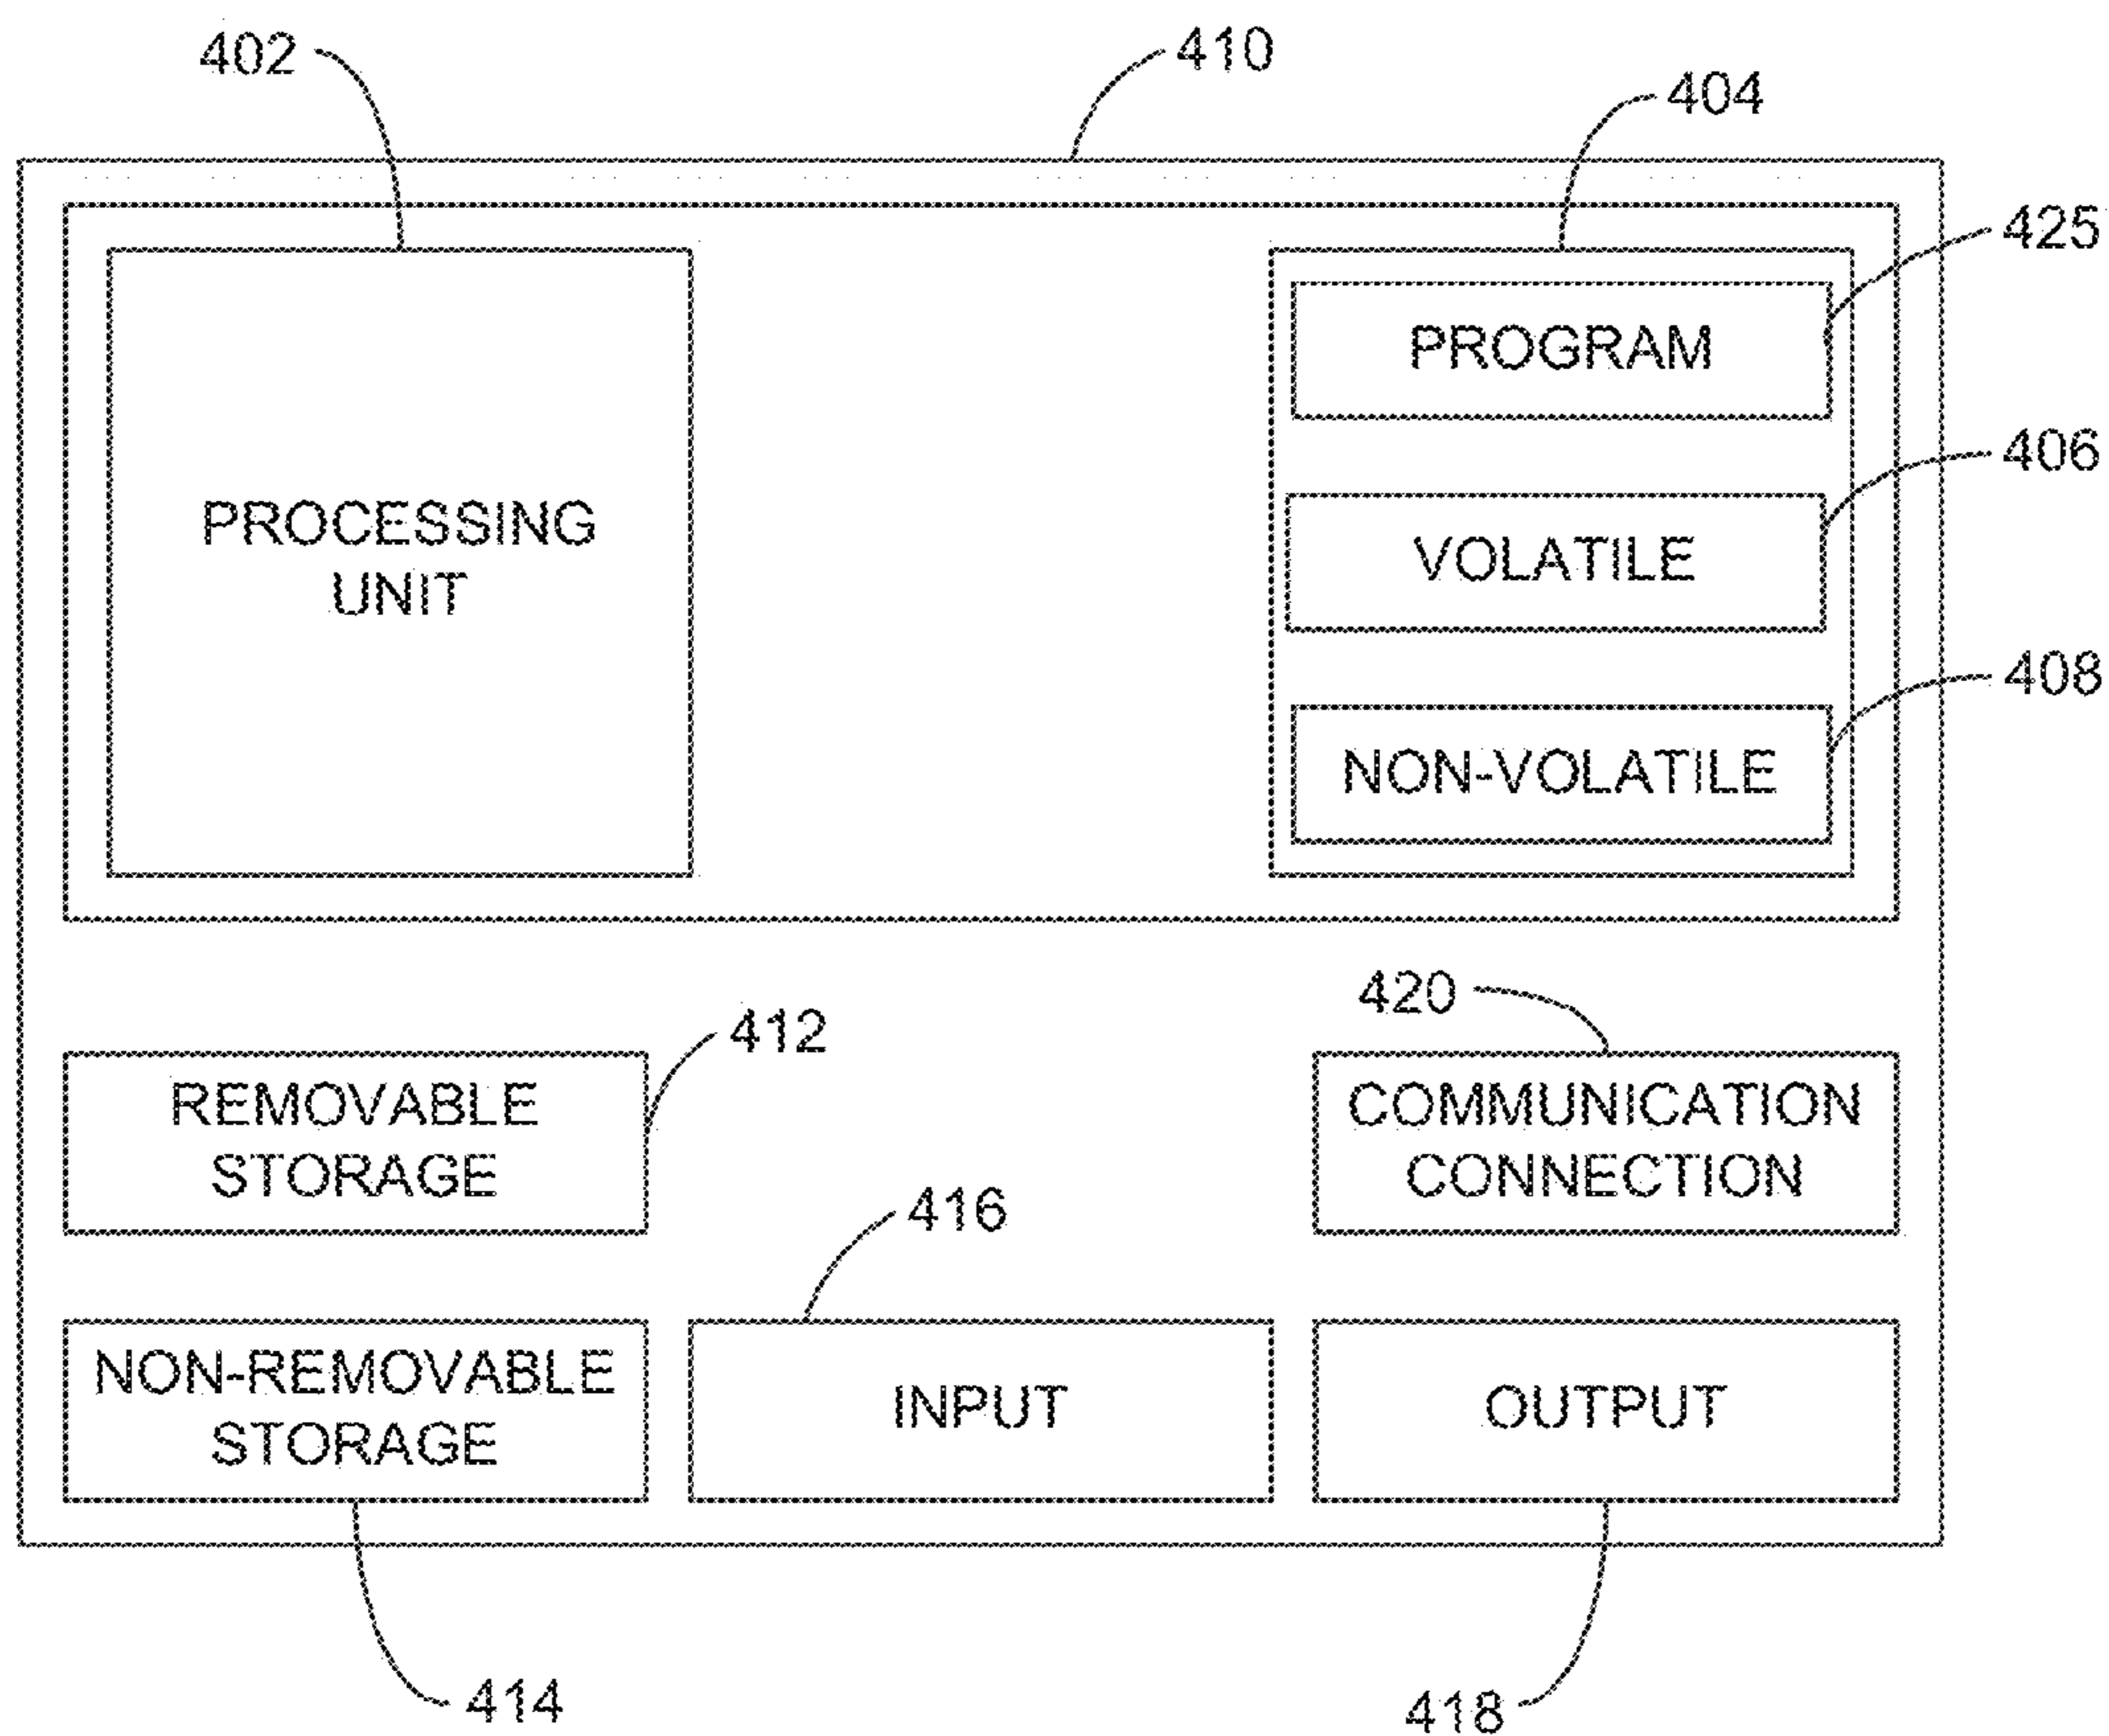 402
410
404
425
PROGRAM
406
PROCESSING
UNIT
VOLATILE
408
NON-VOLATILE
420
412
REMOVABLE
STORAGE
COMMUNICATION
CONNECTION
416
NON-REMOVABLE
STORAGE
INPUT
OUTPUT
414
418